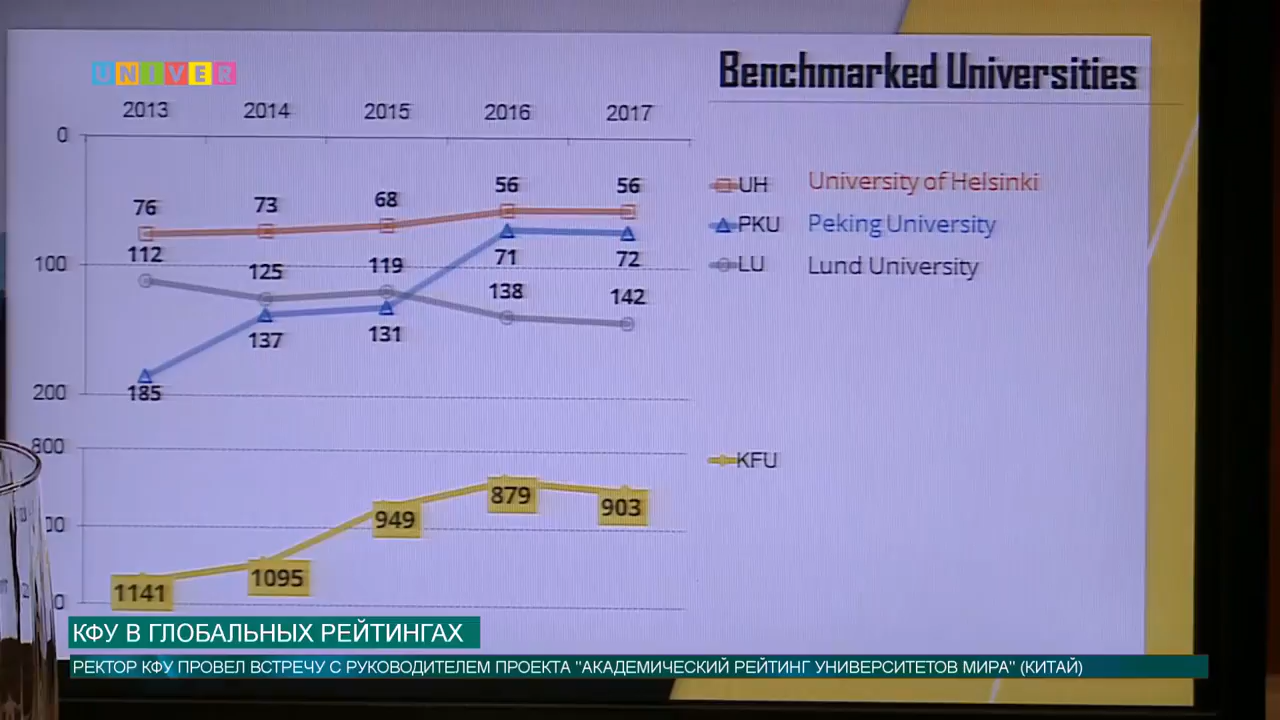 UNIVER
Benchmarked Universities
2013 2014 2015 2016 2017
0
76 73 68 56 56
112 125 119 71 72
100
138 142
137 131
185
200
UH University of Helsinki
PKU Peking University
LU Lund University
800
KFU
879
903
949
1095
1141
КФУ В ГЛОБАЛЬНЫХ РЕЙТИНГАХ
РЕКТОР КФУ ПРОВЕЛ ВСТРЕЧУ С РУКОВОДИТЕЛЕМ ПРОЕКТА "АКАДЕМИЧЕСКИЙ РЕЙТИНГ УНИВЕРСИТЕТОВ МИРА" (КИТАЙ)